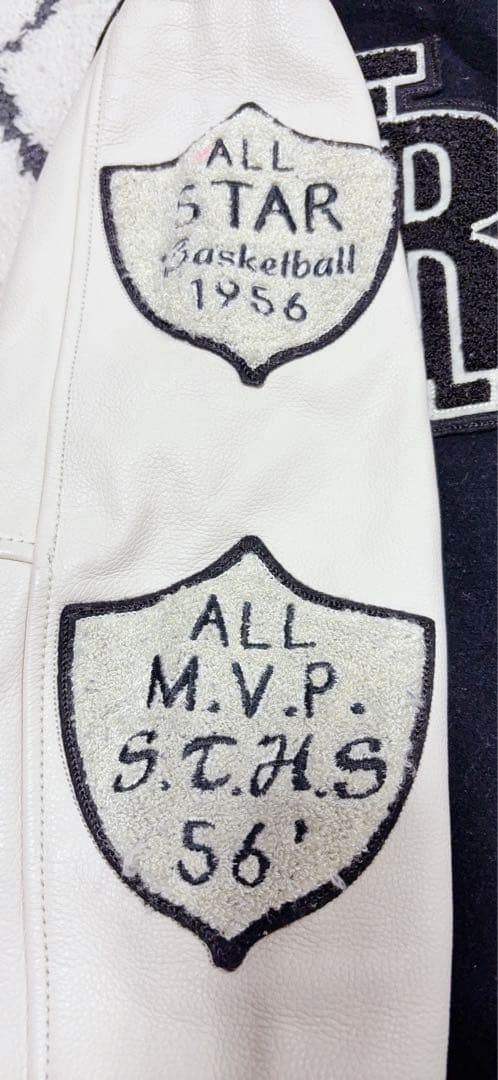 ALL
STAR
Basketball
1956
R
ALL
M.V.P.
S.T.H.S
56'